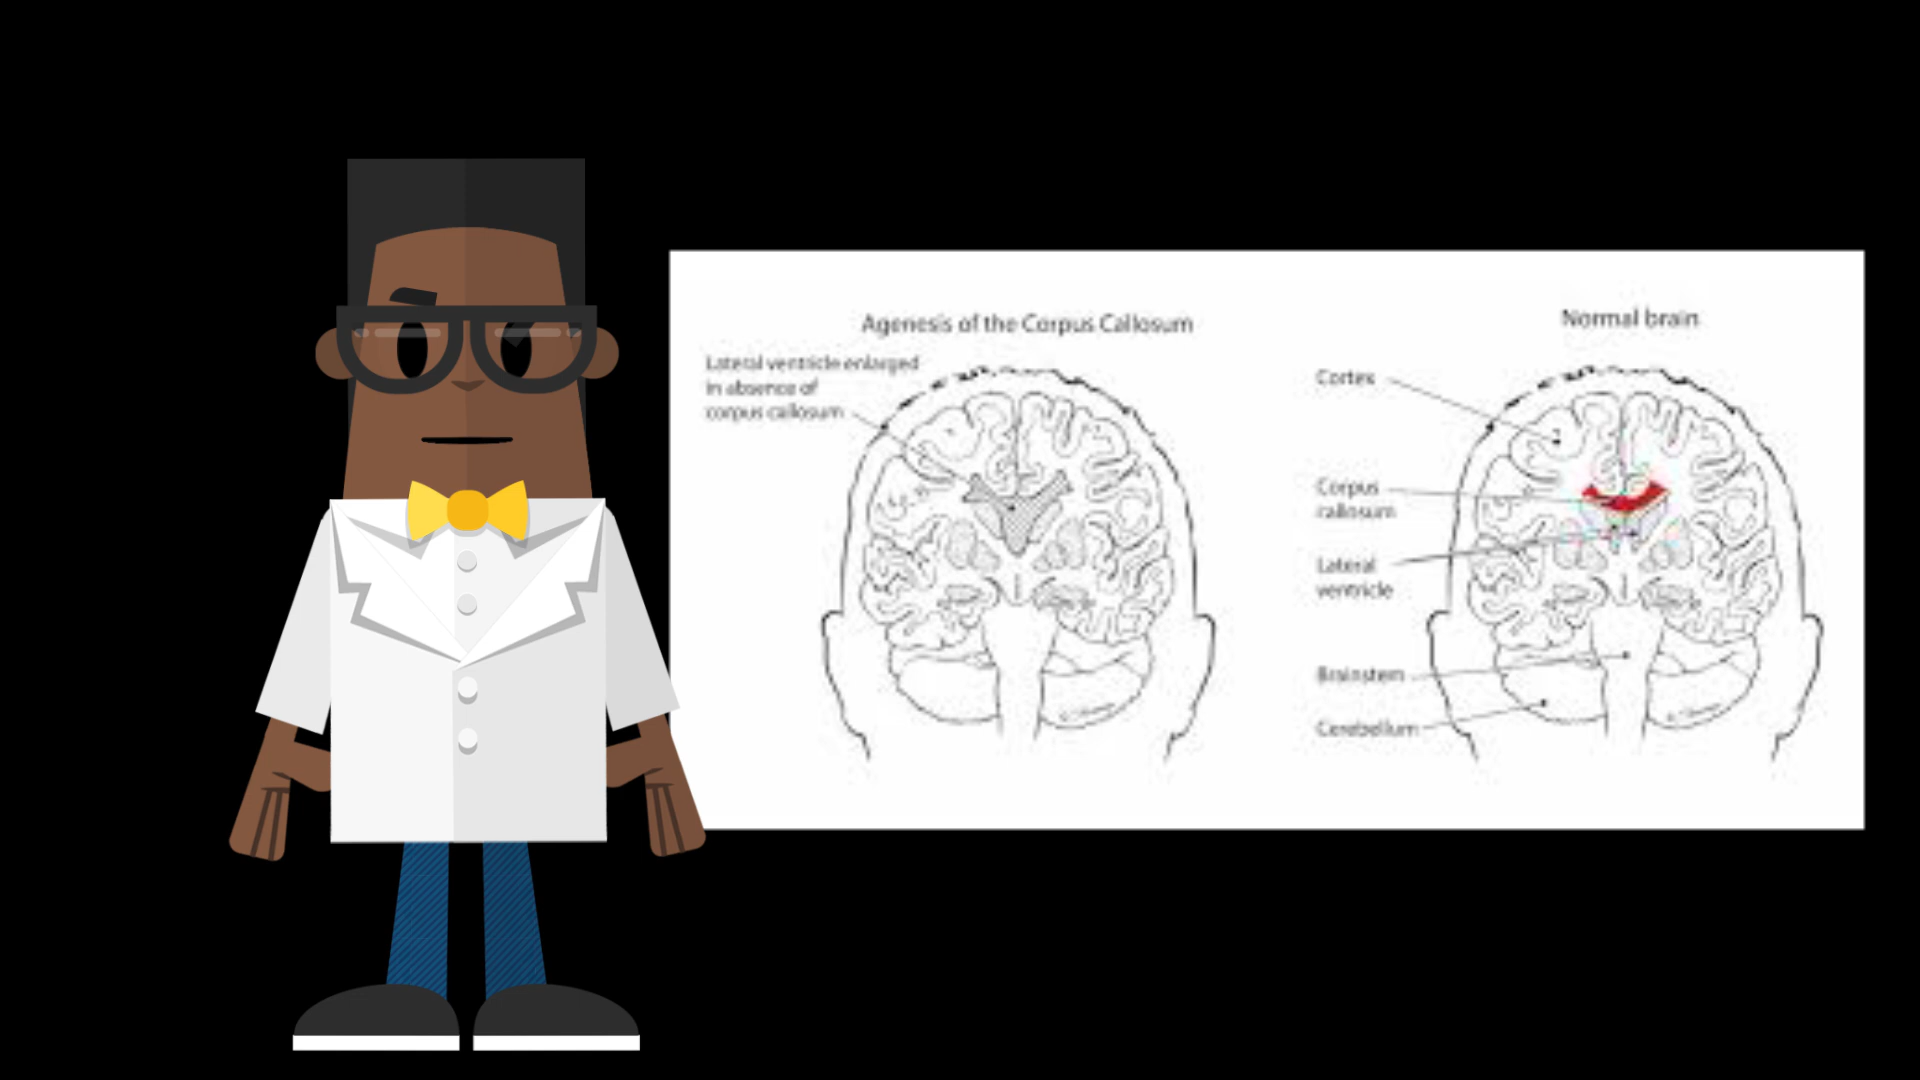 Agenesis of the Corpus Callosum
Lateral ventricle enlarged
in absence of
corpus callosum
Normal brain
Cortex
Corpus
callosum
Lateral
ventricle
Brainstem
Cerebellum